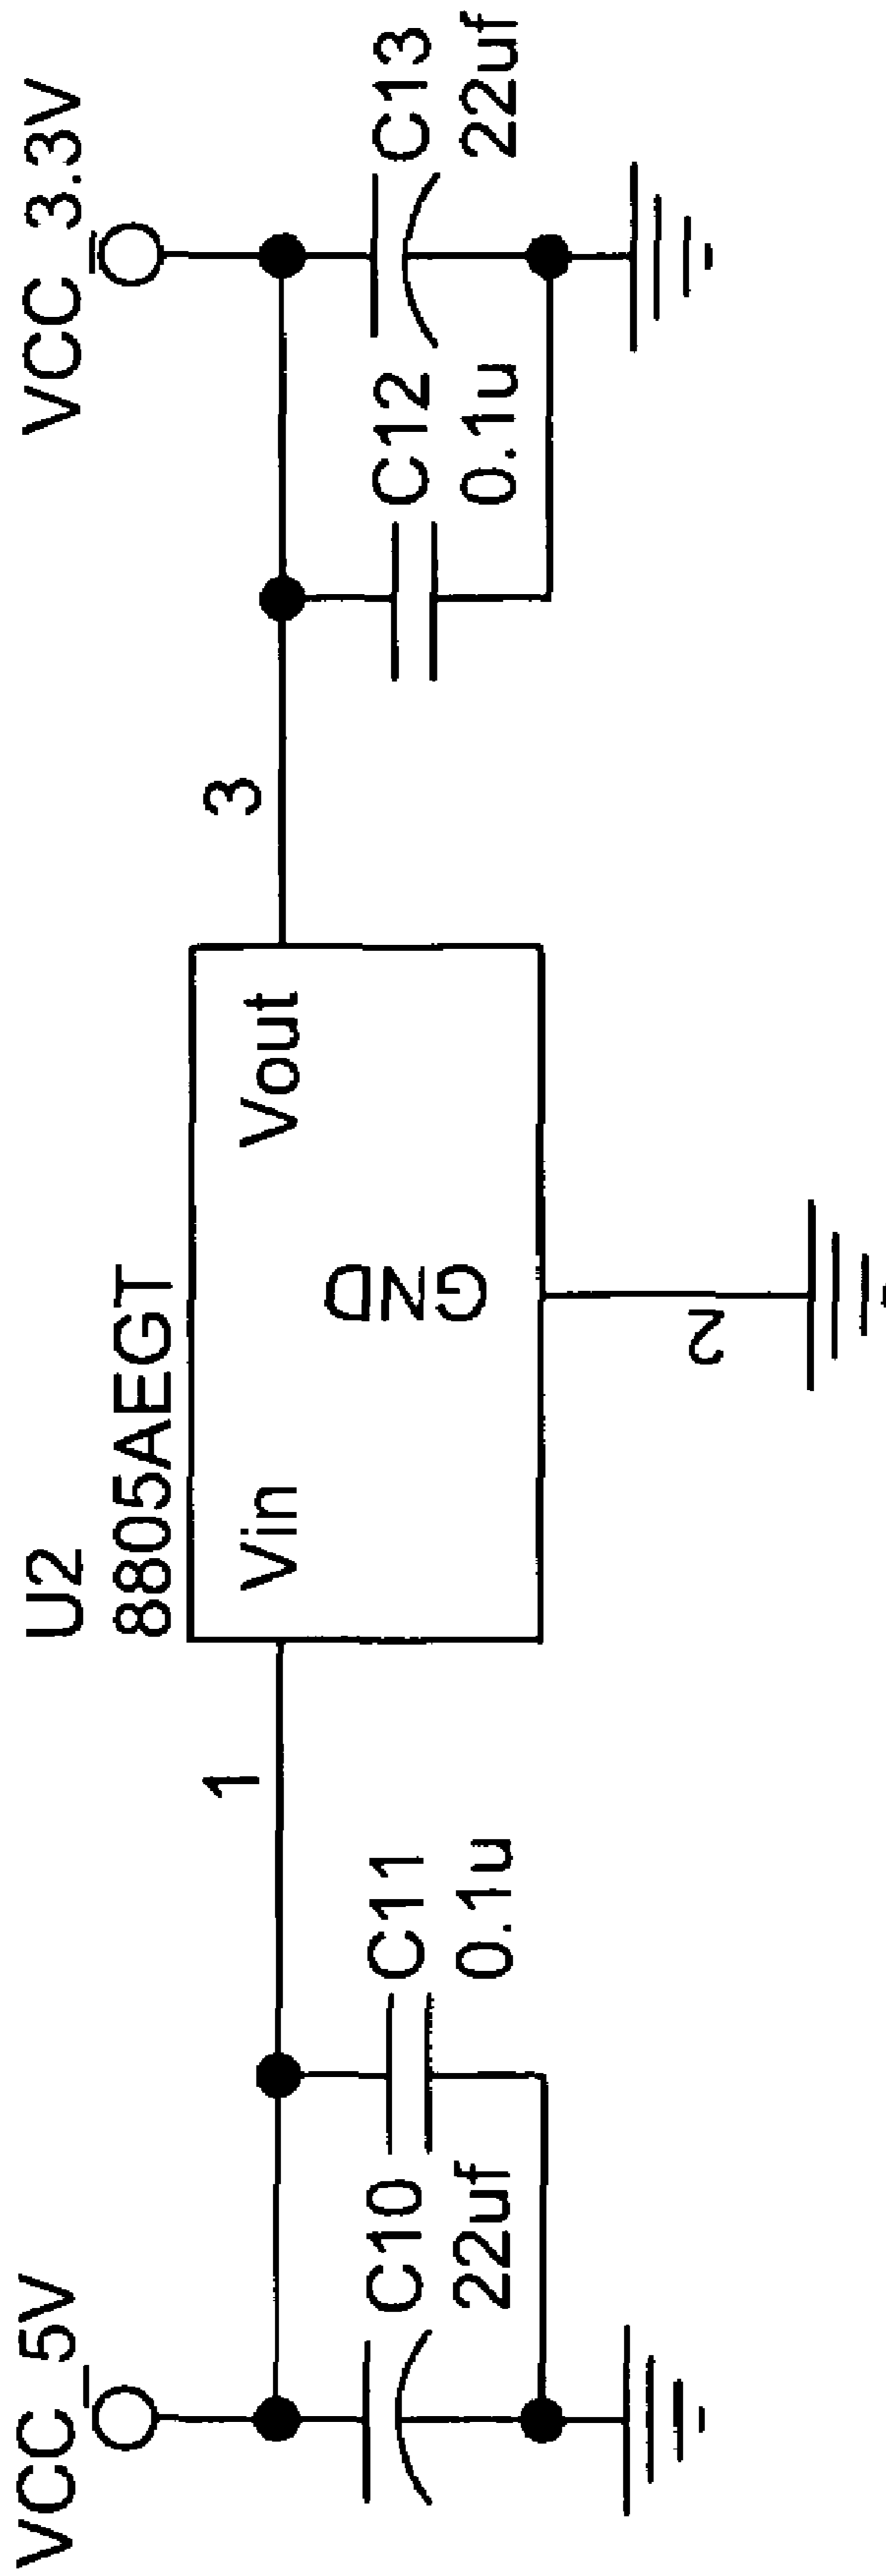 VCC_5V
C10
22uf
C11
0.1u
1
U2
8805AEGT
Vin
GND
Vout
2
3
C12
0.1u
VCC_3.3V
C13
22uf